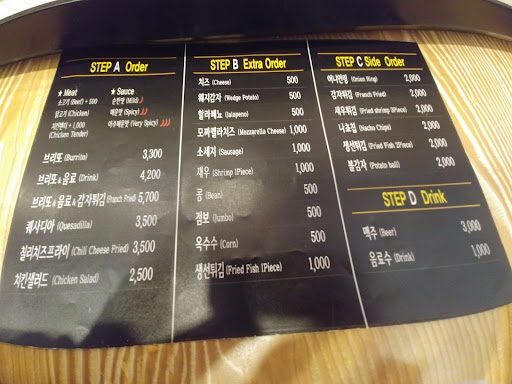 STEP A Order
★ Meat
소고기 (Beef) + 500
닭고기 (Chicken)
치킨텐더 + 1,000
(Chicken Tender)
★ Sauce
순한맛 (Mild)
매운맛 (Spicy)
아주매운맛 (Very Spicy)
브리또 (Burrito) 3,300
브리또 & 음료 (Drink) 4,200
브리또 & 음료 & 감자튀김 (Franch Fried) 5,700
퀘사디아 (Quesadilla) 3,500
칠리치즈프라이 (Chili Cheese Fried) 3,500
치킨샐러드 (Chicken Salad) 2,500
STEP B Extra Order
치즈 (Cheese) 500
웨지감자 (Wedge Potato) 500
할라페뇨 (Jalapeno) 500
모짜렐라치즈 (Mozzarella Cheese) 1,000
소세지 (Sausage) 1,000
새우 (Shrimp 1Piece) 1,000
콩 (Bean) 500
점보 (Jumbo) 500
옥수수 (Corn) 500
생선튀김 (Fried Fish 1Piece) 1,000
STEP C Side Order
어니언링 (Onion Ring) 2,000
감자튀김 (Franch Fried) 2,000
새우튀김 (Fried shrimp 1Piece) 2,000
나쵸칩 (Nacho Chips) 2,000
생선튀김 (Fried Fish 1Piece) 2,000
볼감자 (Potato ball) 2,000
STEP D Drink
맥주 (Beer) 3,000
음료수 (Drink) 1,000